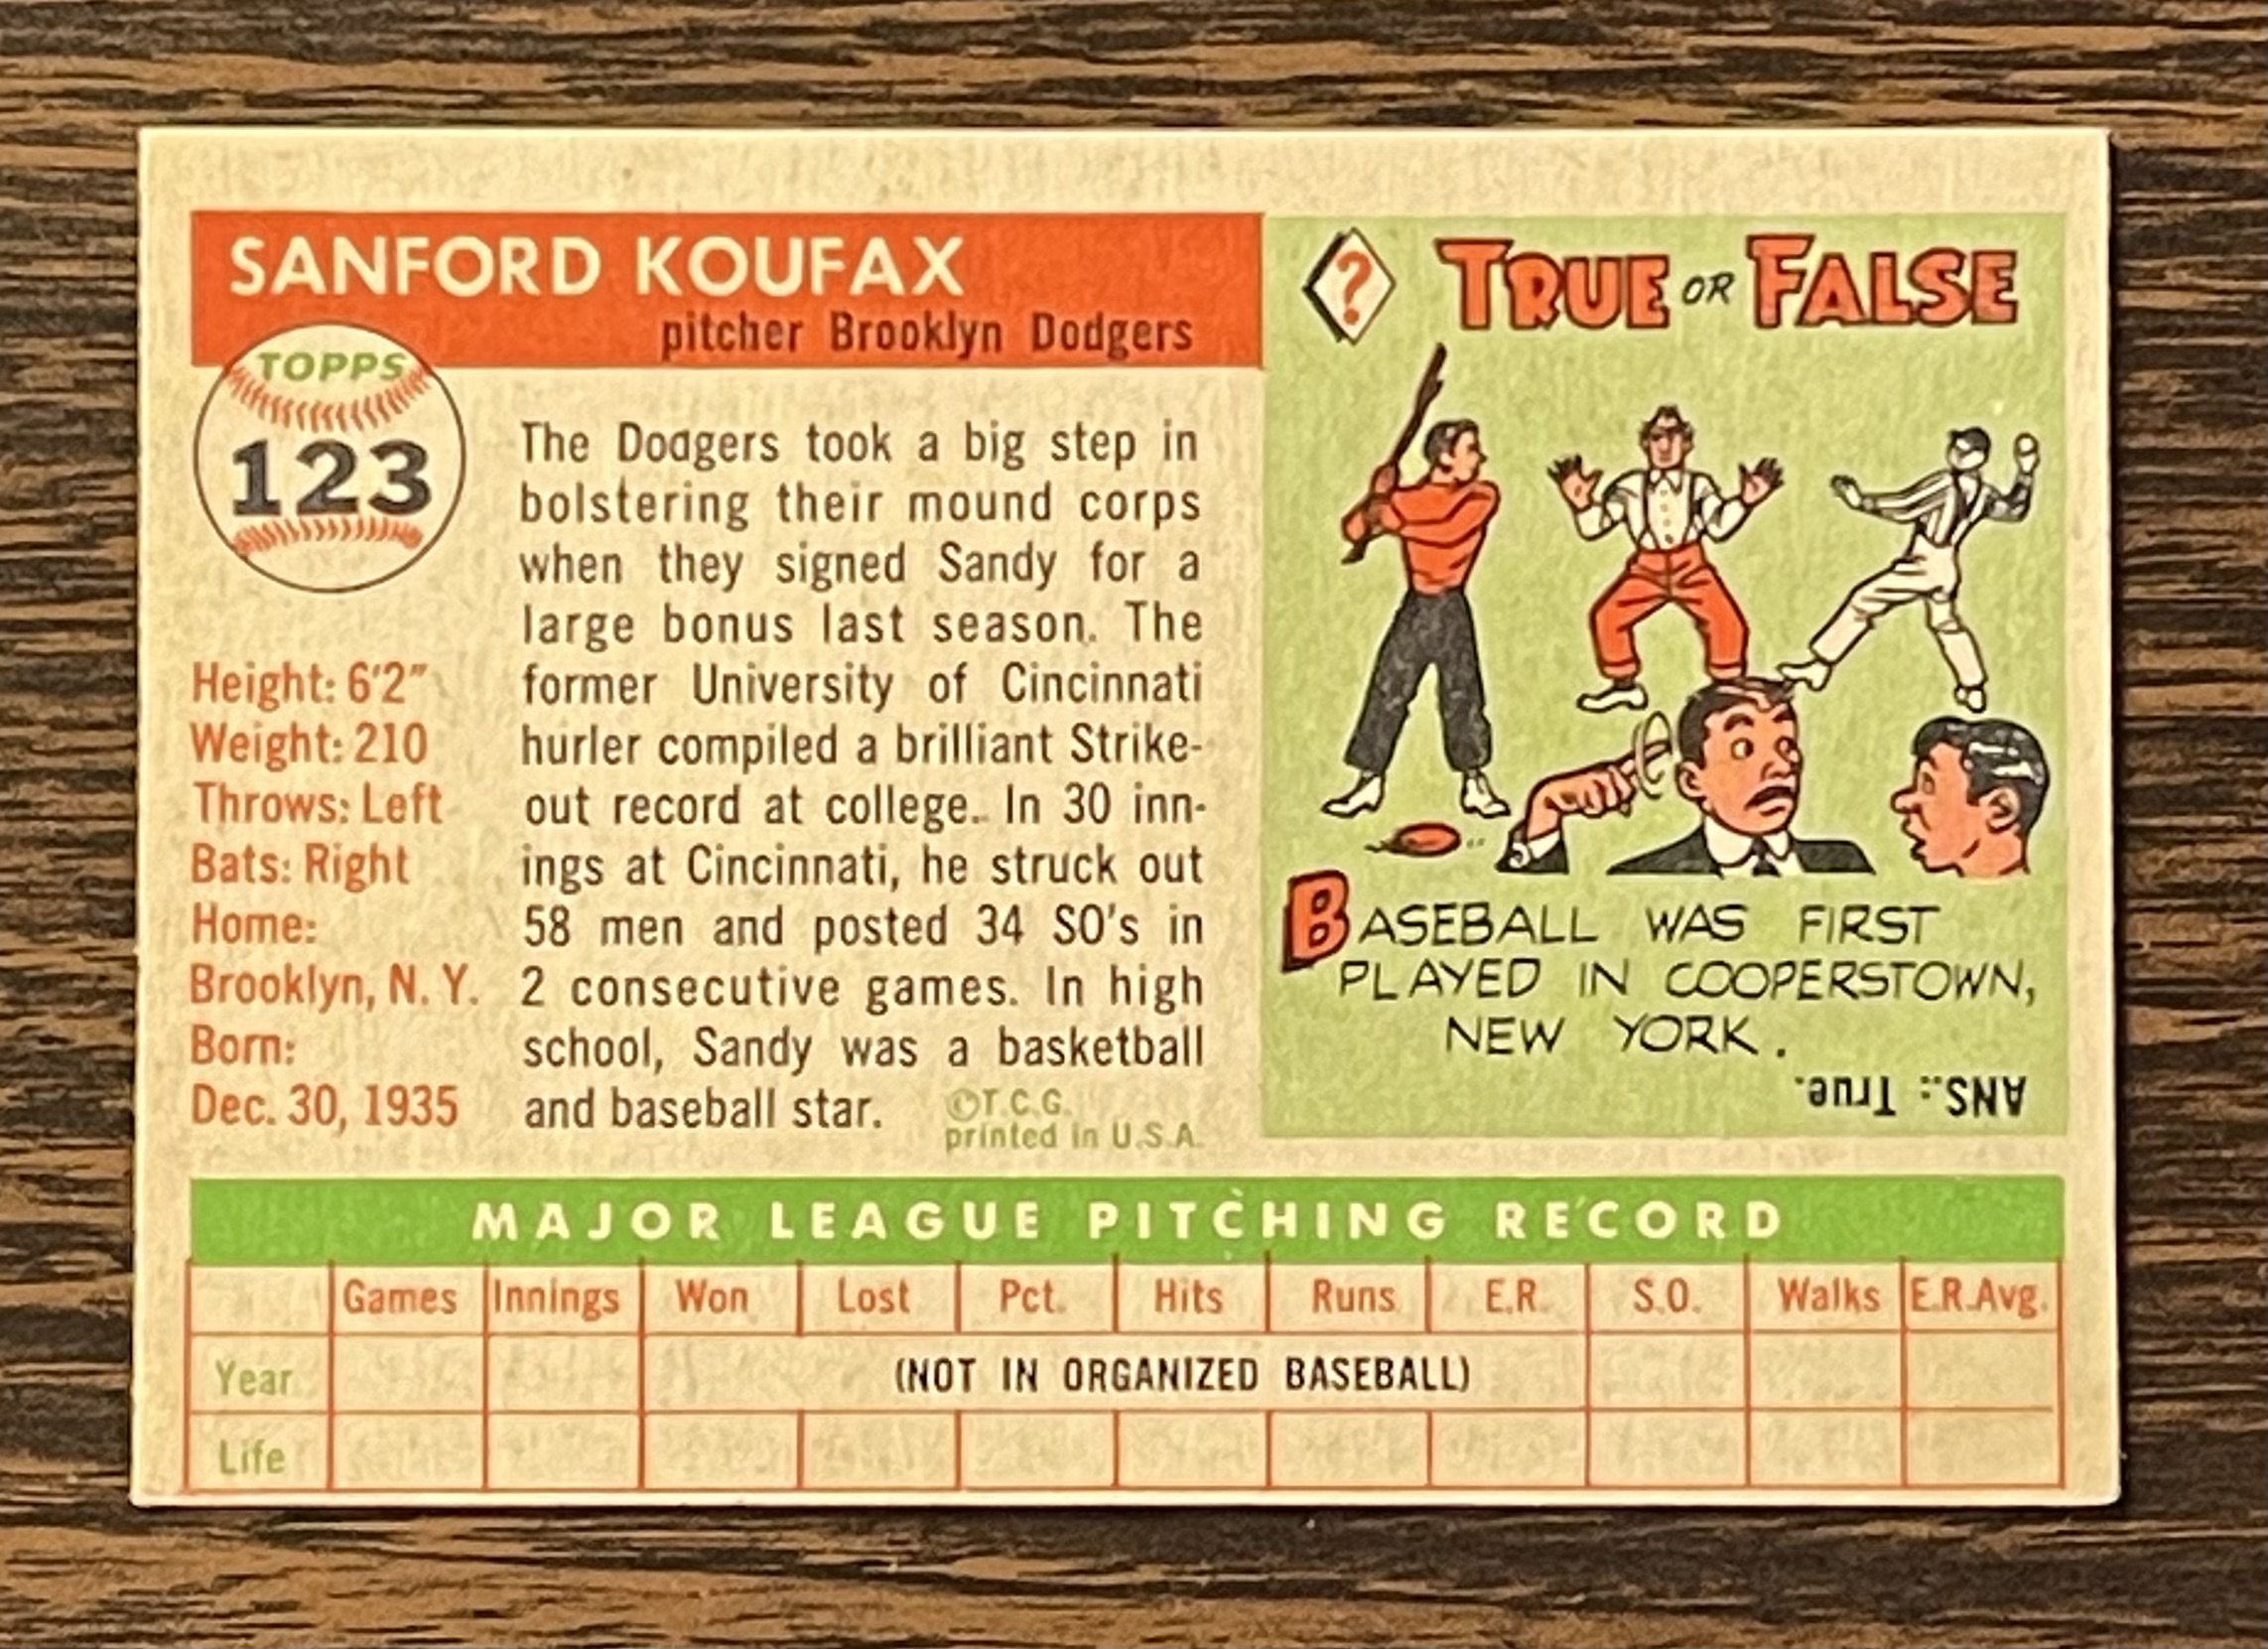 SANFORD KOUFAX
pitcher Brooklyn Dodgers
TOPPS
123
Height: 6'2"
Weight: 210
Throws: Left
Bats: Right
Home:
Brooklyn, N. Y.
Born:
Dec. 30, 1935
The Dodgers took a big step in
bolstering their mound corps
when they signed Sandy for a
large bonus last season. The
former University of Cincinnati
hurler compiled a brilliant Strike-
out record at college. In 30 inn-
ings at Cincinnati, he struck out
58 men and posted 34 SO's in
2 consecutive games. In high
school, Sandy was a basketball
and baseball star.
©T.C.G.
printed in U.S.A.
?
TRUE OR FALSE
BASEBALL WAS FIRST
PLAYED IN COOPERSTOWN,
NEW YORK.
ANS.: True.
MAJOR LEAGUE PITCHING RECORD
Games Innings Won Lost Pct. Hits Runs E.R. S.O. Walks E.R.Avg.
Year (NOT IN ORGANIZED BASEBALL)
Life